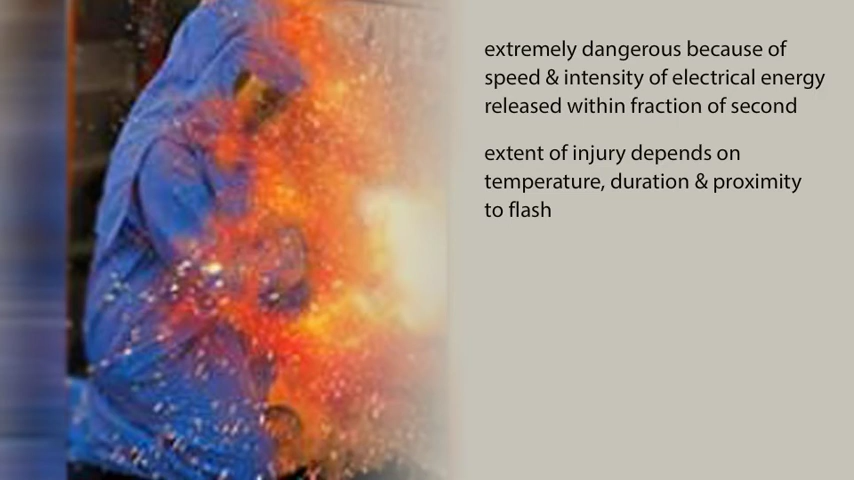 extremely dangerous because of
speed & intensity of electrical energy
released within fraction of second
extent of injury depends on
temperature, duration & proximity
to flash